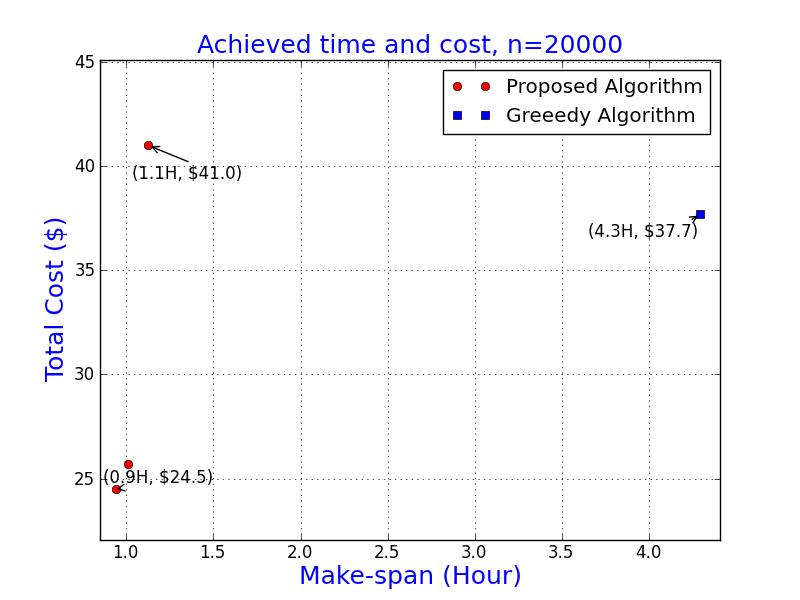 Achieved time and cost, n=20000
45
Proposed Algorithm
Greeedy Algorithm
40
(1.1H, $41.0)
(4.3H, $37.7)
35
Total Cost ($)
30
25
(0.9H, $24.5)
1.0 1.5 2.0 2.5 3.0 3.5 4.0
Make-span (Hour)